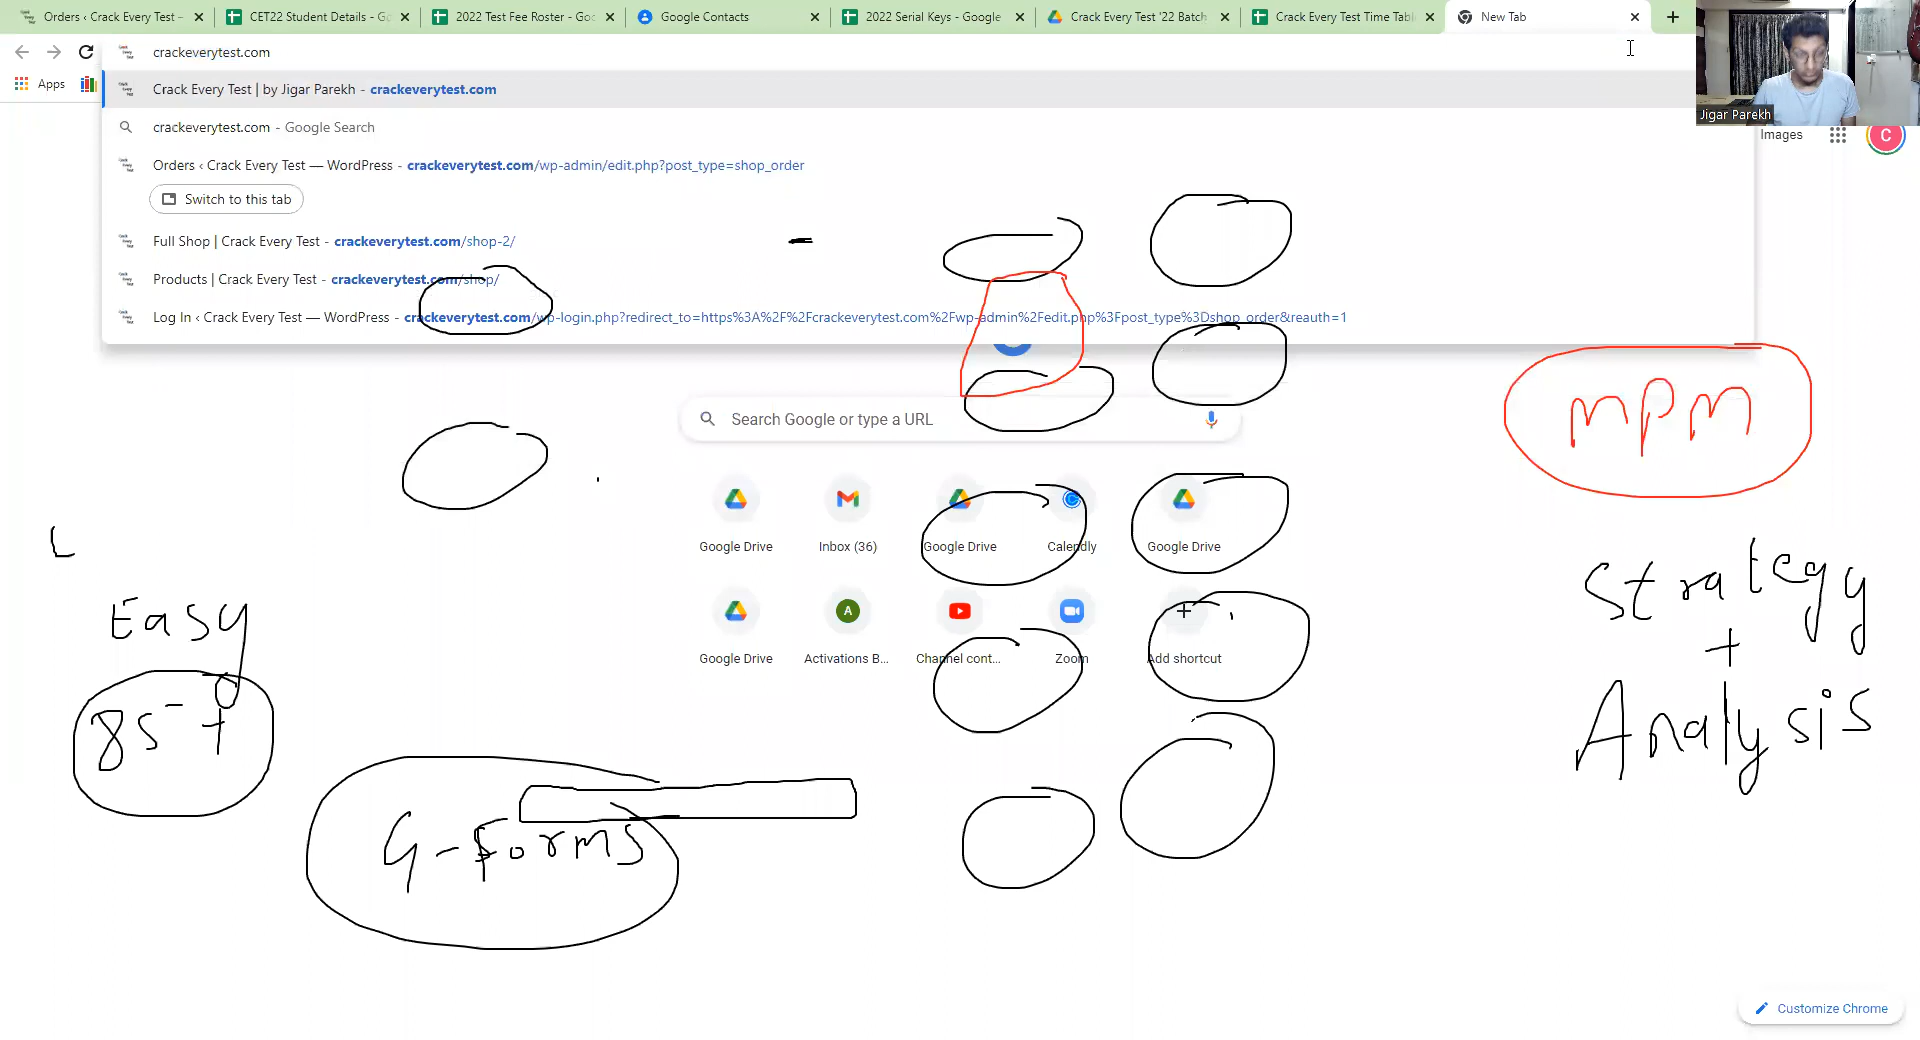 Orders ‹ Crack Every Test –
CET22 Student Details - Go
2022 Test Fee Roster - Goo
Google Contacts
2022 Serial Keys - Google
Crack Every Test '22 Batch
Crack Every Test Time Tabl
New Tab
crackeverytest.com
Apps
Crack Every Test | by Jigar Parekh - crackeverytest.com
Jigar Parekh
crackeverytest.com - Google Search
Images
C
Orders ‹ Crack Every Test — WordPress - crackeverytest.com/wp-admin/edit.php?post_type=shop_order
Switch to this tab
Full Shop | Crack Every Test - crackeverytest.com/shop-2/
Products | Crack Every Test - crackeverytest.com/shop/
Log In ‹ Crack Every Test — WordPress - crackeverytest.com/wp-login.php?redirect_to=https%3A%2F%2Fcrackeverytest.com%2Fwp-admin%2Fedit.php%3Fpost_type%3Dshop_order&reauth=1
mpm
Search Google or type a URL
Google Drive
Inbox (36)
Google Drive
Calendly
Google Drive
Google Drive
A
Activations B...
Channel cont...
Zoom
Add shortcut
Easy
85 +
G-Forms
Strategy
+
Analysis
Customize Chrome